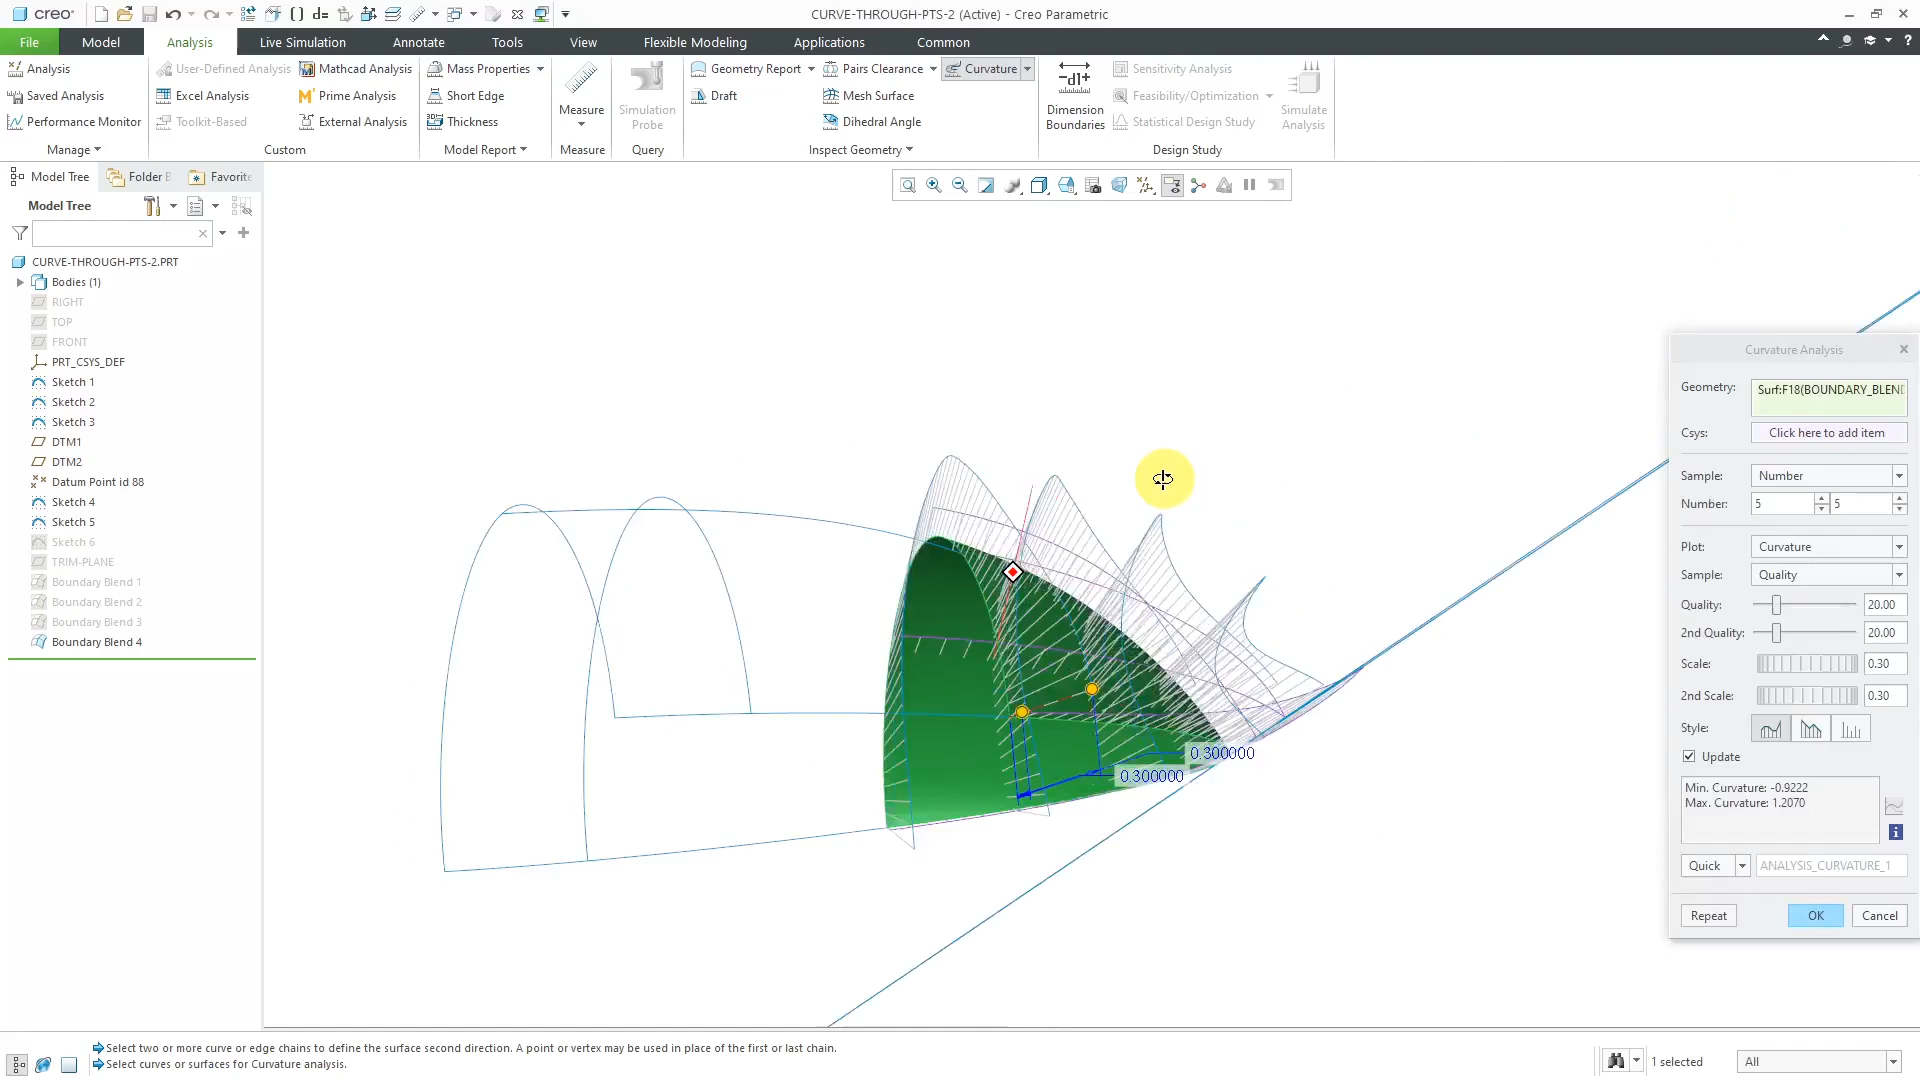 creo
CURVE-THROUGH-PTS-2 (Active) - Creo Parametric
File Model Analysis Live Simulation Annotate Tools View Flexible Modeling Applications Common
Analysis
Saved Analysis
Performance Monitor
Manage
User-Defined Analysis
Excel Analysis
Toolkit-Based
Mathcad Analysis
Prime Analysis
External Analysis
Custom
Mass Properties
Short Edge
Thickness
Model Report
Measure
Measure
Simulation
Probe
Query
Geometry Report
Draft
Pairs Clearance
Mesh Surface
Dihedral Angle
Curvature
Inspect Geometry
Dimension
Boundaries
Sensitivity Analysis
Feasibility/Optimization
Statistical Design Study
Simulate
Analysis
Design Study
Model Tree
Folder B
Favorite
Model Tree
CURVE-THROUGH-PTS-2.PRT
Bodies (1)
RIGHT
TOP
FRONT
PRT_CSYS_DEF
Sketch 1
Sketch 2
Sketch 3
DTM1
DTM2
Datum Point id 88
Sketch 4
Sketch 5
Sketch 6
TRIM-PLANE
Boundary Blend 1
Boundary Blend 2
Boundary Blend 3
Boundary Blend 4
0.300000
0.300000
Curvature Analysis
Geometry: Surf:F18(BOUNDARY_BLEND
Csys: Click here to add item
Sample: Number
Number: 5 5
Plot: Curvature
Sample: Quality
Quality: 20.00
2nd Quality: 20.00
Scale: 0.30
2nd Scale: 0.30
Style:
Update
Min. Curvature: -0.9222
Max. Curvature: 1.2070
Quick ANALYSIS_CURVATURE_1
Repeat OK Cancel
Select two or more curve or edge chains to define the surface second direction. A point or vertex may be used in place of the first or last chain.
Select curves or surfaces for Curvature analysis.
1 selected
All